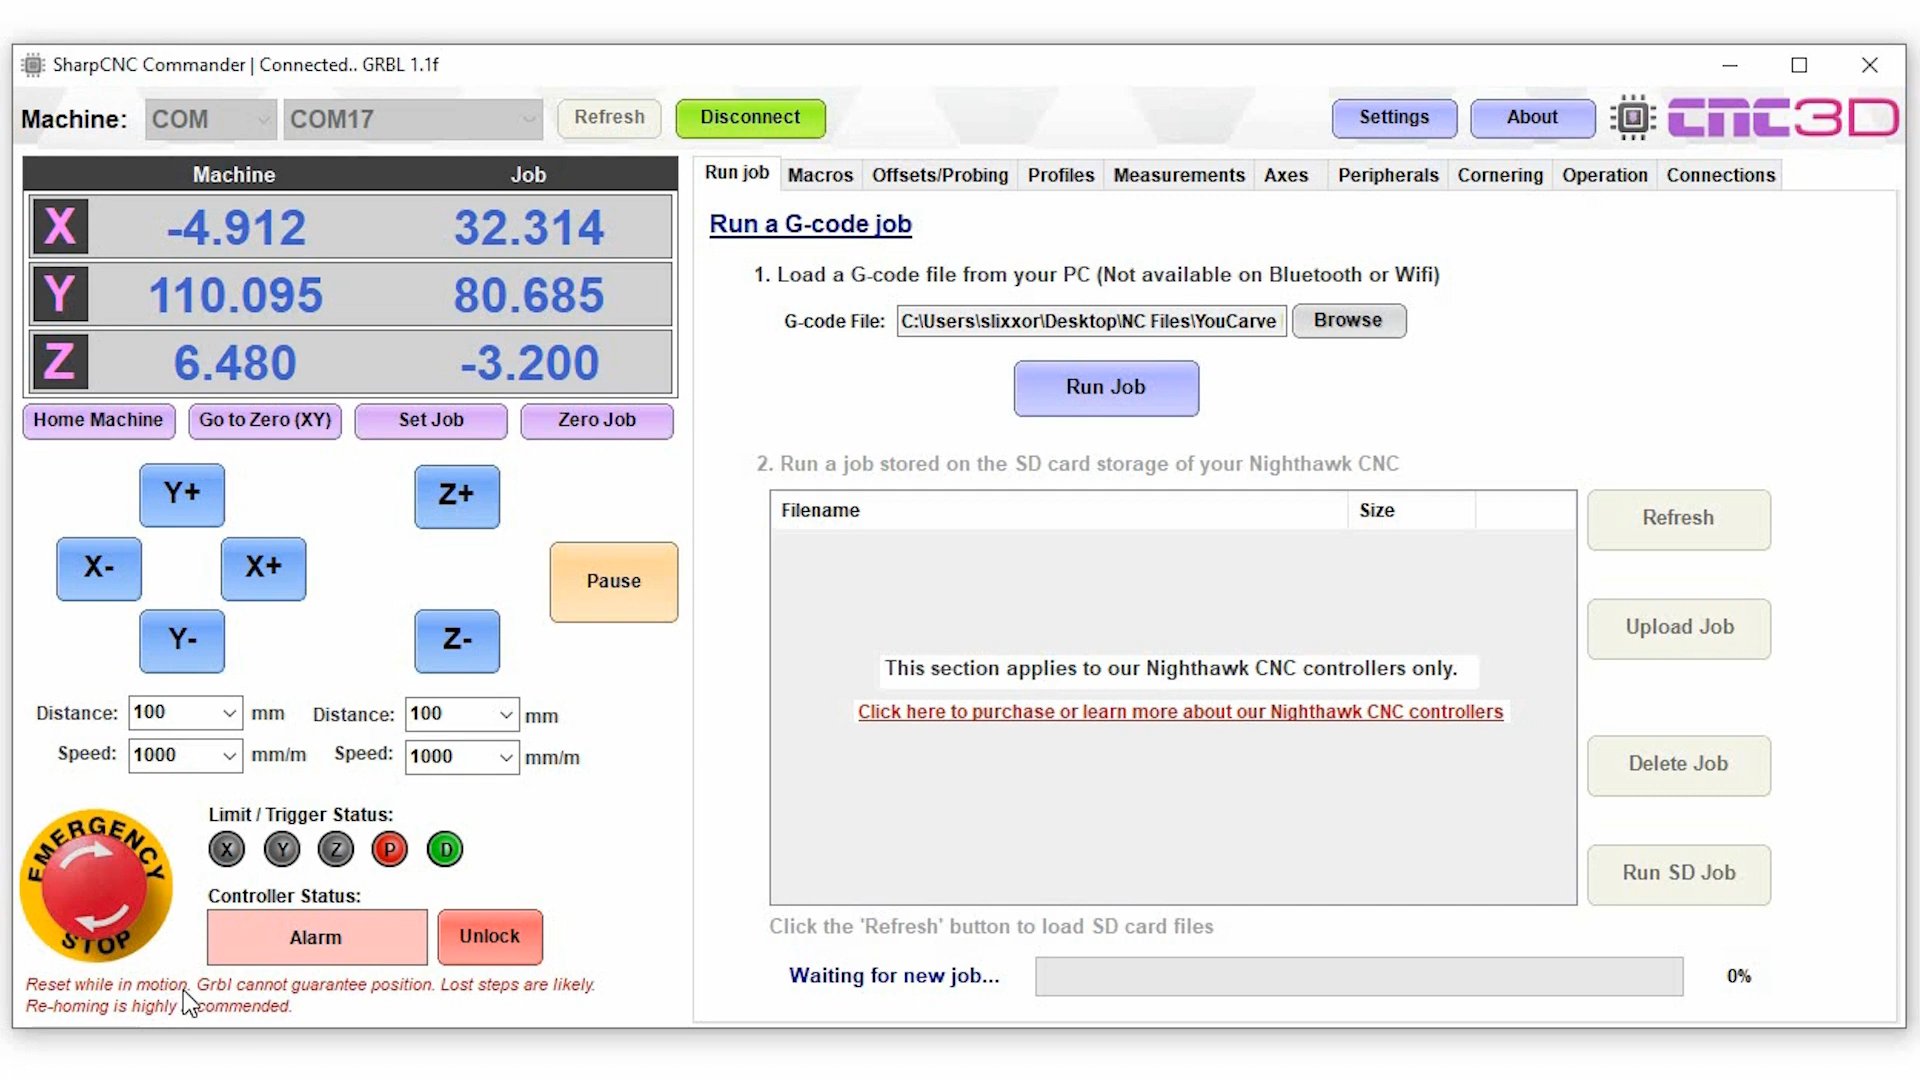 SharpCNC Commander | Connected.. GRBL 1.1f
Machine: COM COM17 Refresh Disconnect Settings About CNC3D
Machine Job
X -4.912 32.314
Y 110.095 80.685
Z 6.480 -3.200
Home Machine Go to Zero (XY) Set Job Zero Job
Y+
Z+
X-
X+
Pause
Y-
Z-
Distance: 100 mm Distance: 100 mm
Speed: 1000 mm/m Speed: 1000 mm/m
EMERGENCY
STOP
Limit / Trigger Status:
X Y Z P D
Controller Status:
Alarm Unlock
Reset while in motion. Grbl cannot guarantee position. Lost steps are likely.
Re-homing is highly commended.
Run job Macros Offsets/Probing Profiles Measurements Axes Peripherals Cornering Operation Connections
Run a G-code job
1. Load a G-code file from your PC (Not available on Bluetooth or Wifi)
G-code File: C:\Users\slixxor\Desktop\NC Files\YouCarve Browse
Run Job
2. Run a job stored on the SD card storage of your Nighthawk CNC
Filename Size
This section applies to our Nighthawk CNC controllers only.
Click here to purchase or learn more about our Nighthawk CNC controllers
Refresh
Upload Job
Delete Job
Run SD Job
Click the 'Refresh' button to load SD card files
Waiting for new job... 0%